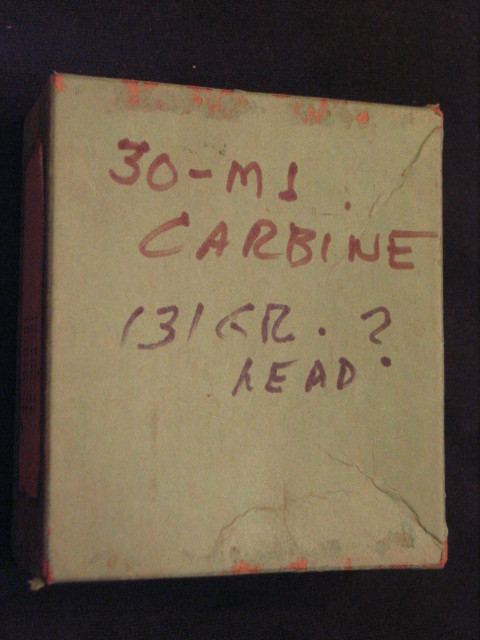 30-M1
CARBINE
131GR. ?
LEAD